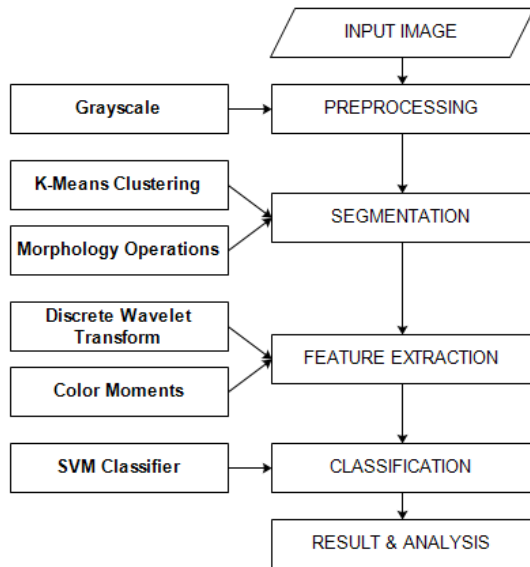 INPUT IMAGE
Grayscale
PREPROCESSING
K-Means Clustering
SEGMENTATION
Morphology Operations
Discrete Wavelet
Transform
FEATURE EXTRACTION
Color Moments
SVM Classifier
CLASSIFICATION
RESULT & ANALYSIS